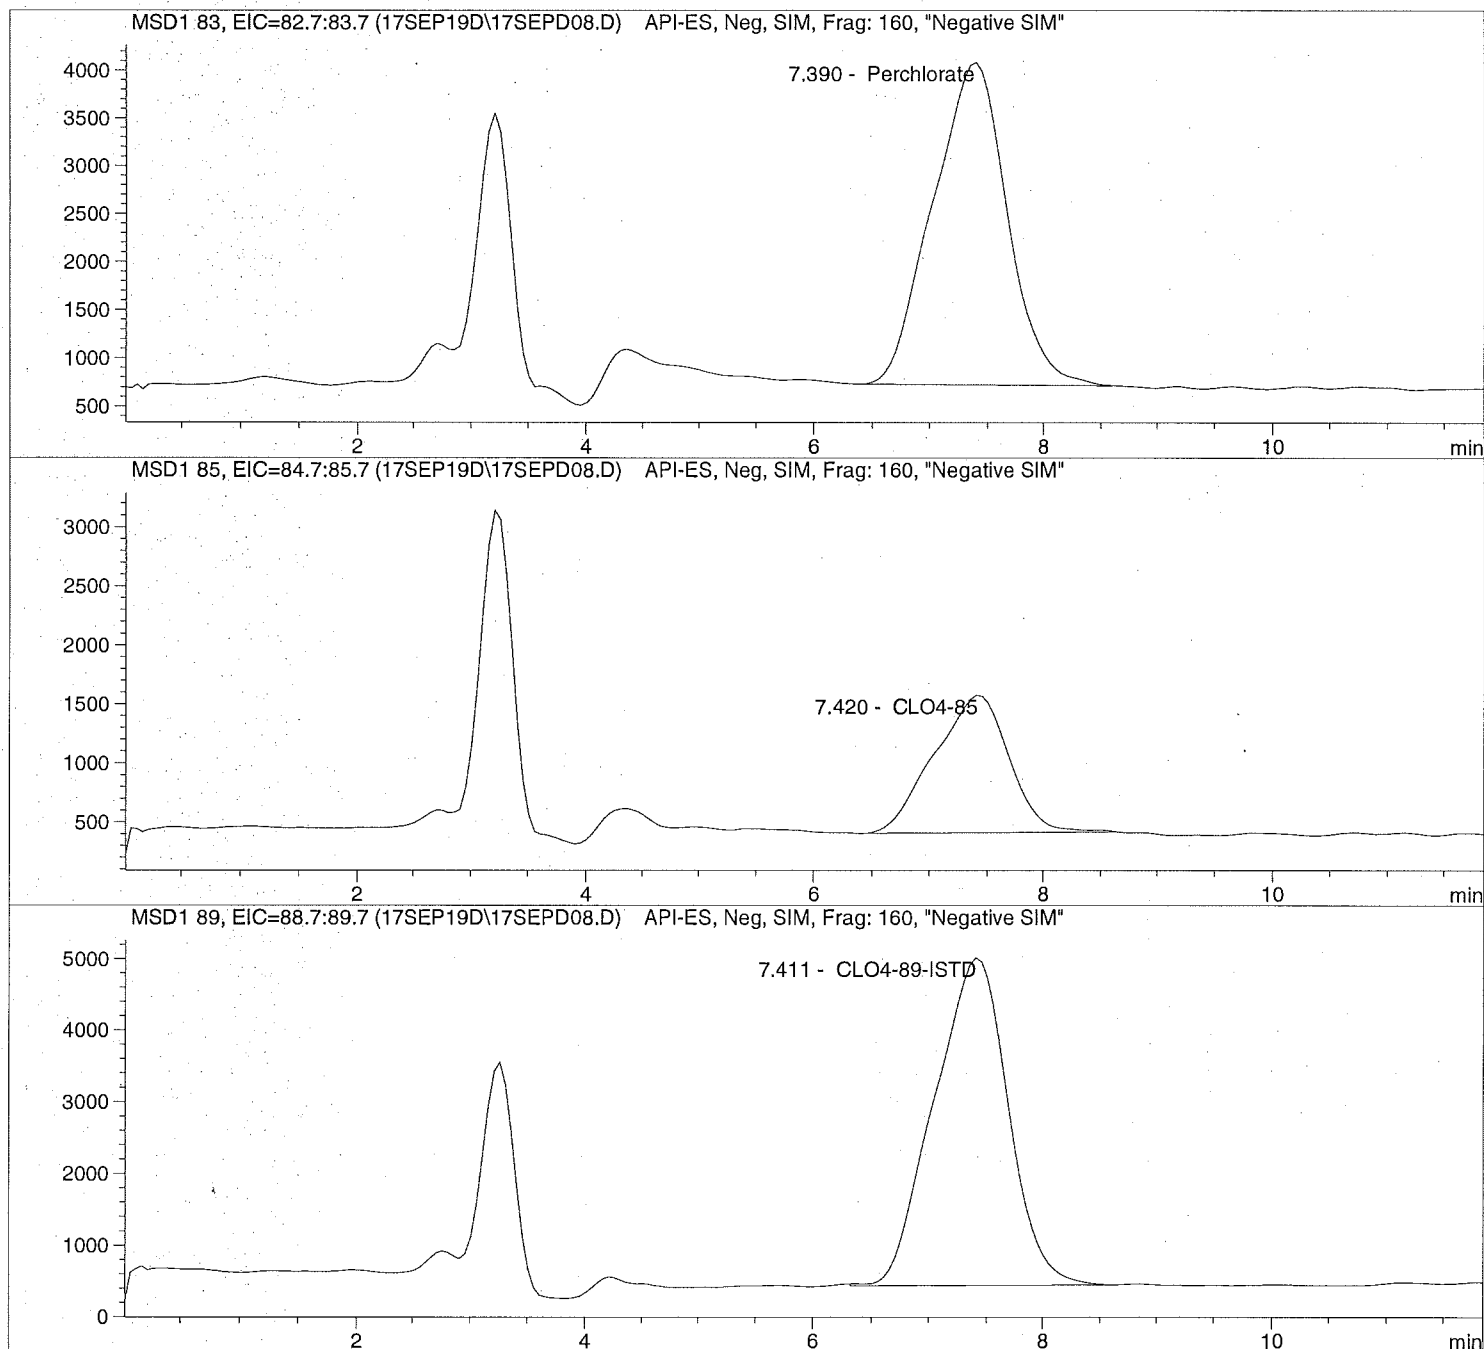 MSD1 83, EIC=82.7:83.7 (17SEP19D\17SEPD08.D) API-ES, Neg, SIM, Frag: 160, "Negative SIM"
4000
7.390 - Perchlorate
3500
3000
2500
2000
1500
1000
500
2 4 6 8 10 min
MSD1 85, EIC=84.7:85.7 (17SEP19D\17SEPD08.D) API-ES, Neg, SIM, Frag: 160, "Negative SIM"
3000
2500
2000
7.420 - CLO4-85
1500
1000
500
2 4 6 8 10 min
MSD1 89, EIC=88.7:89.7 (17SEP19D\17SEPD08.D) API-ES, Neg, SIM, Frag: 160, "Negative SIM"
5000
7.411 - CLO4-89-ISTD
4000
3000
2000
1000
0
2 4 6 8 10 min